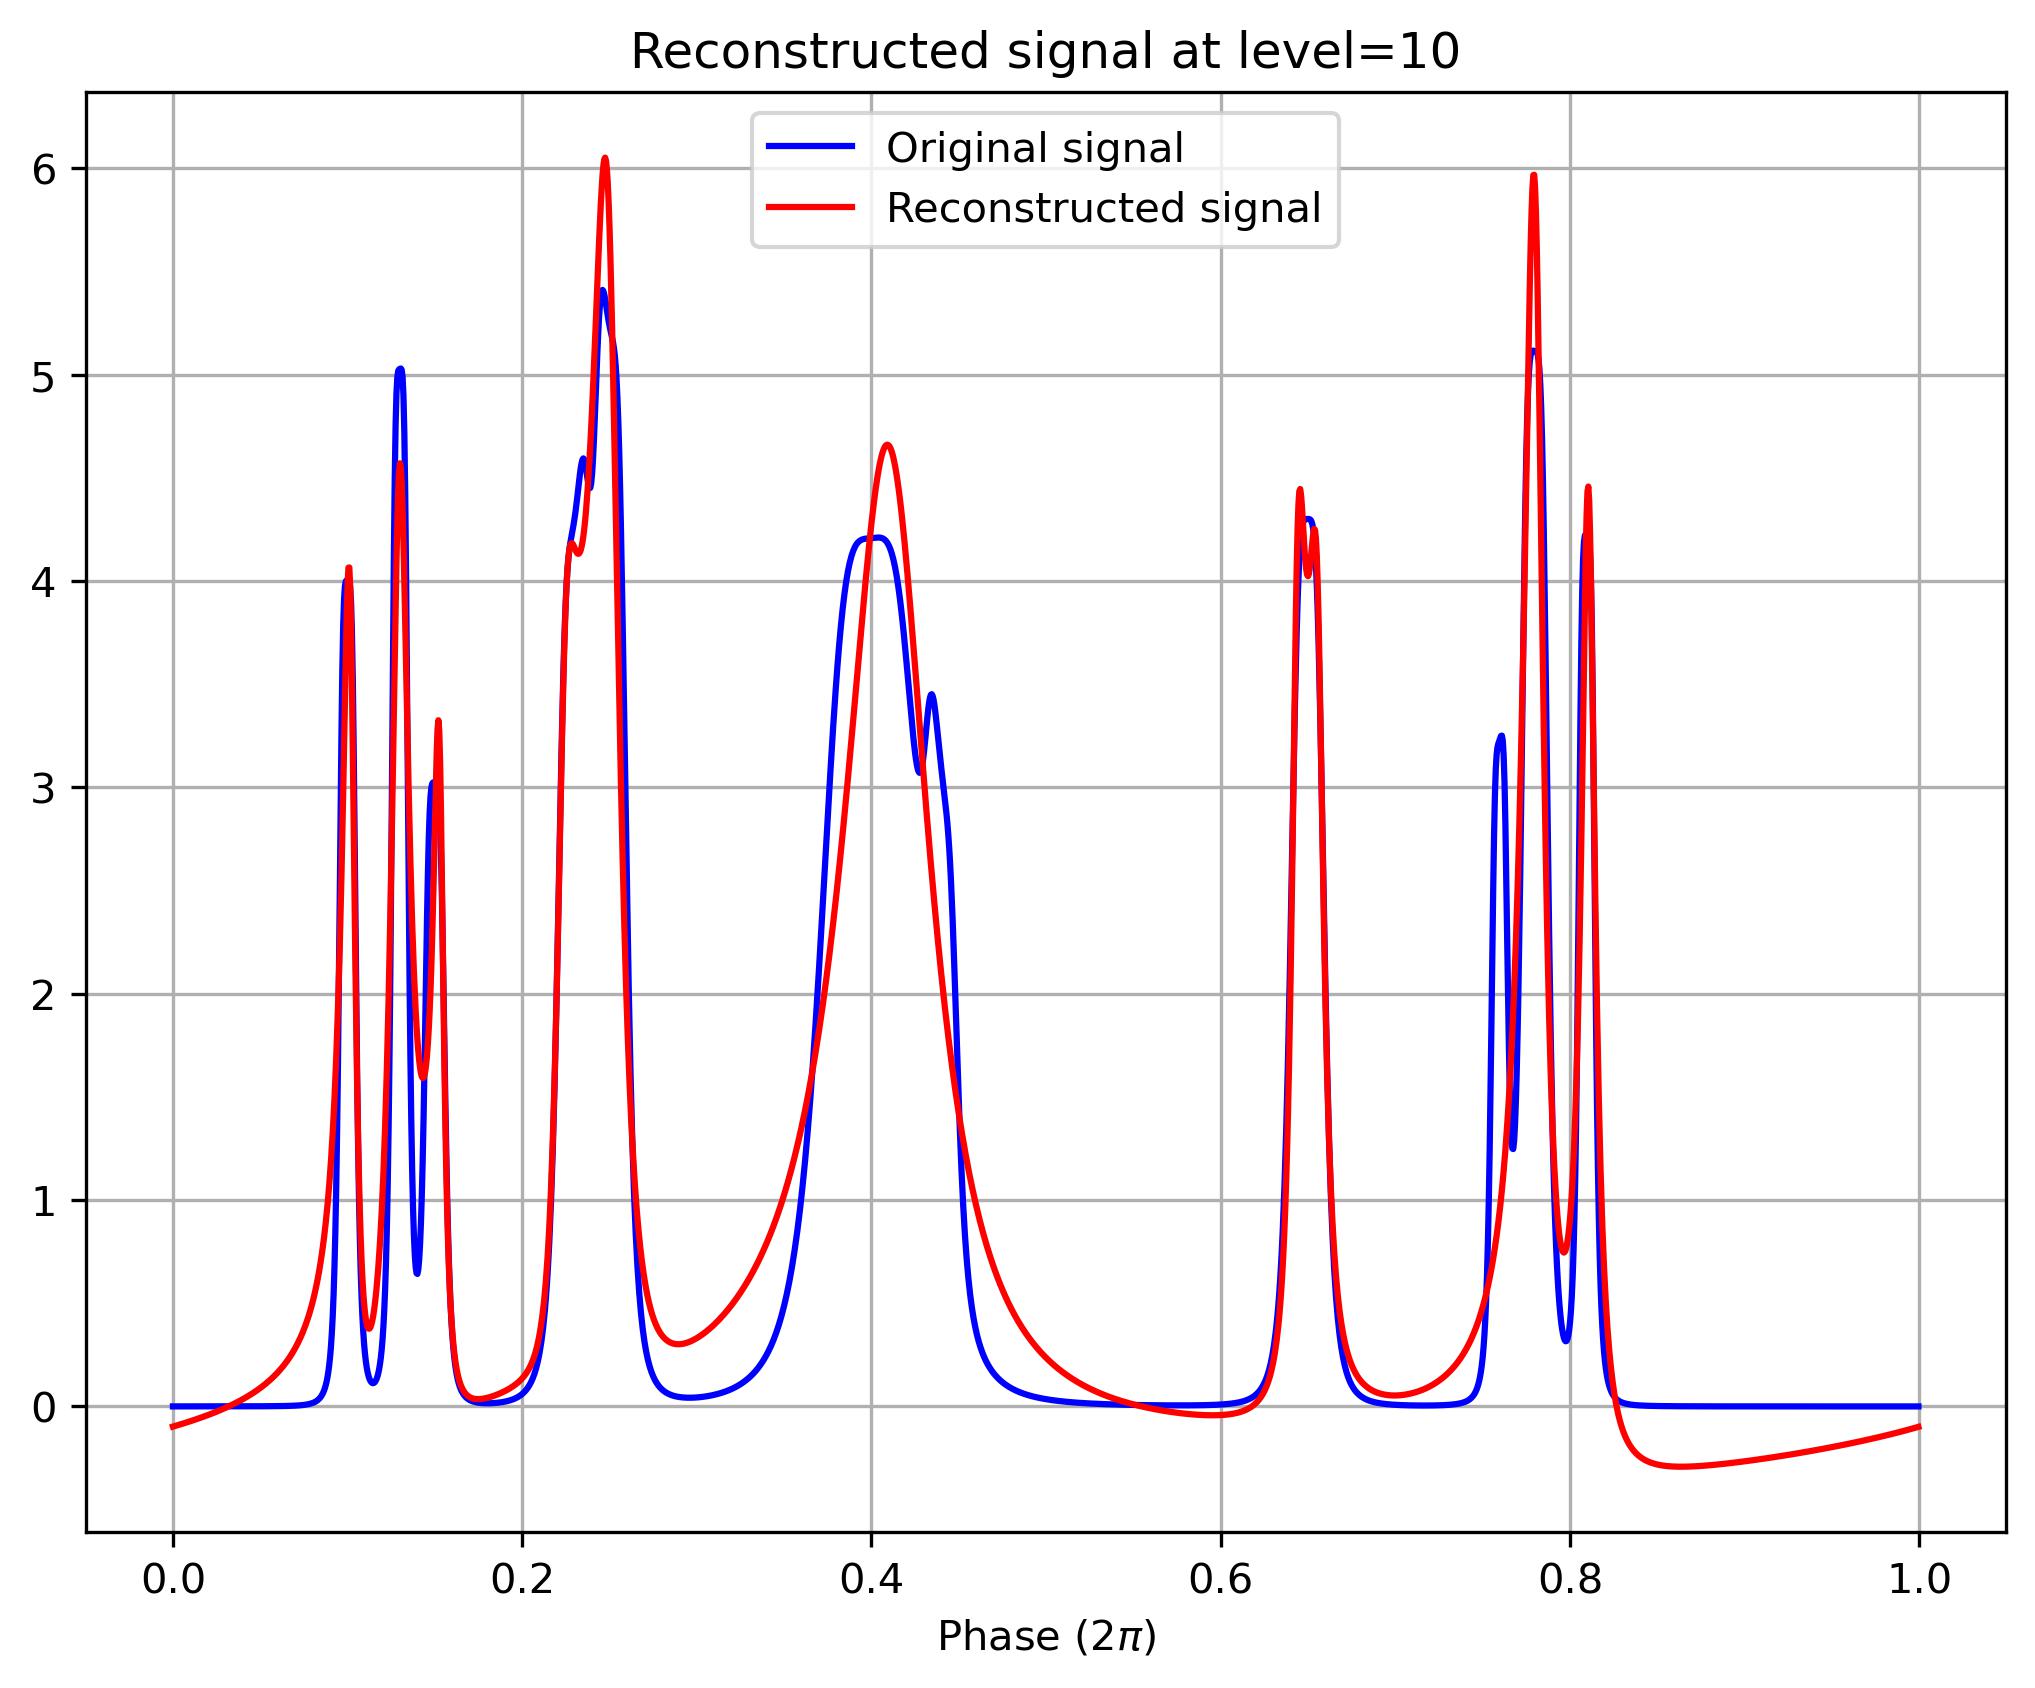 Reconstructed signal at level=10
Original signal
Reconstructed signal
6
5
4
3
2
1
0
0.0 0.2 0.4 0.6 0.8 1.0
Phase (2π)